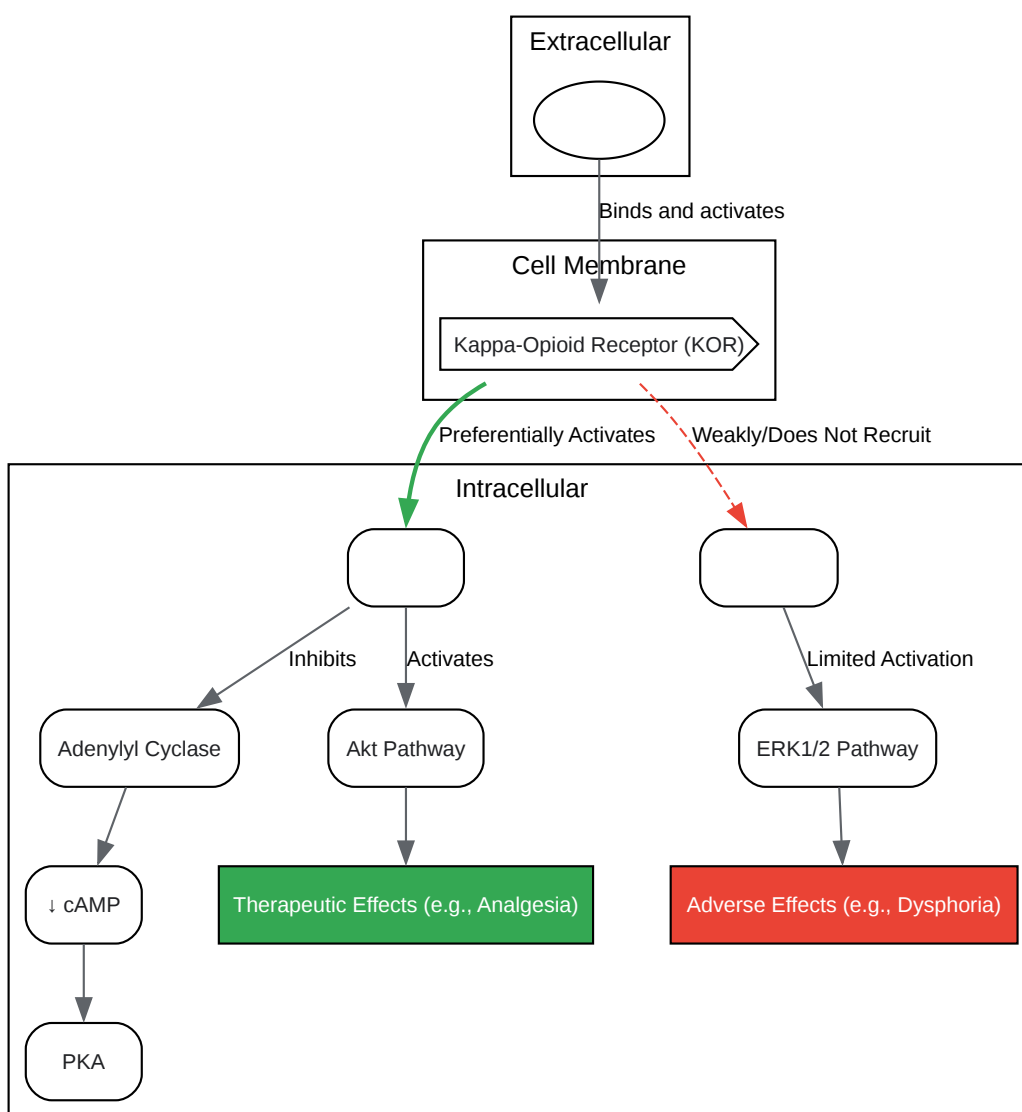 Extracellular
Binds and activates
Cell Membrane
Kappa-Opioid Receptor (KOR)
Preferentially Activates
Weakly/Does Not Recruit
Intracellular
Inhibits
Activates
Limited Activation
Adenylyl Cyclase
Akt Pathway
ERK1/2 Pathway
↓ cAMP
Therapeutic Effects (e.g., Analgesia)
Adverse Effects (e.g., Dysphoria)
PKA